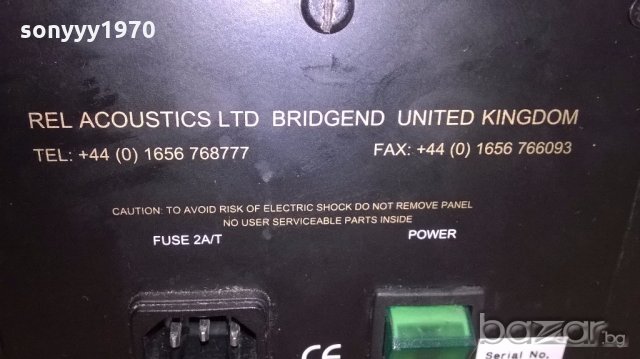 sonyyy1970
REL ACOUSTICS LTD BRIDGEND UNITED KINGDOM
TEL: +44 (0) 1656 768777 FAX: +44 (0) 1656 766093
CAUTION: TO AVOID RISK OF ELECTRIC SHOCK DO NOT REMOVE PANEL
NO USER SERVICEABLE PARTS INSIDE
FUSE 2A/T POWER
CE
Serial No.
bazar.bg